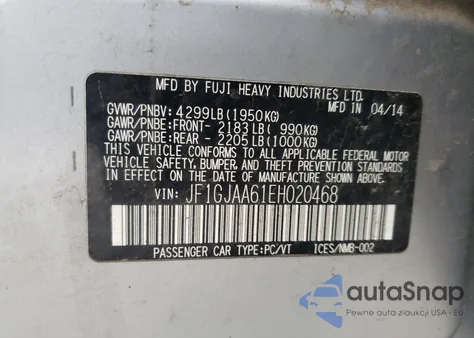 MFD BY FUJI HEAVY INDUSTRIES LTD.
MFD. IN 04/14
GVWR/PNBV: 4299LB(1950KG)
GAWR/PNBE:FRONT- 2183LB( 990KG)
GAWR/PNBE:REAR - 2205LB(1000KG)
THIS VEHICLE CONFORMS TO ALL APPLICABLE FEDERAL MOTOR
VEHICLE SAFETY, BUMPER, AND THEFT PREVENTION STANDARDS
IN EFFECT ON THE DATE OF MANUFACTURE SHOWN ABOVE.
VIN: JF1GJAA61EH020468
PASSENGER CAR TYPE:PC/VT ICES/NMB-002
autoSnap
Pewne auta z aukcji USA i EU